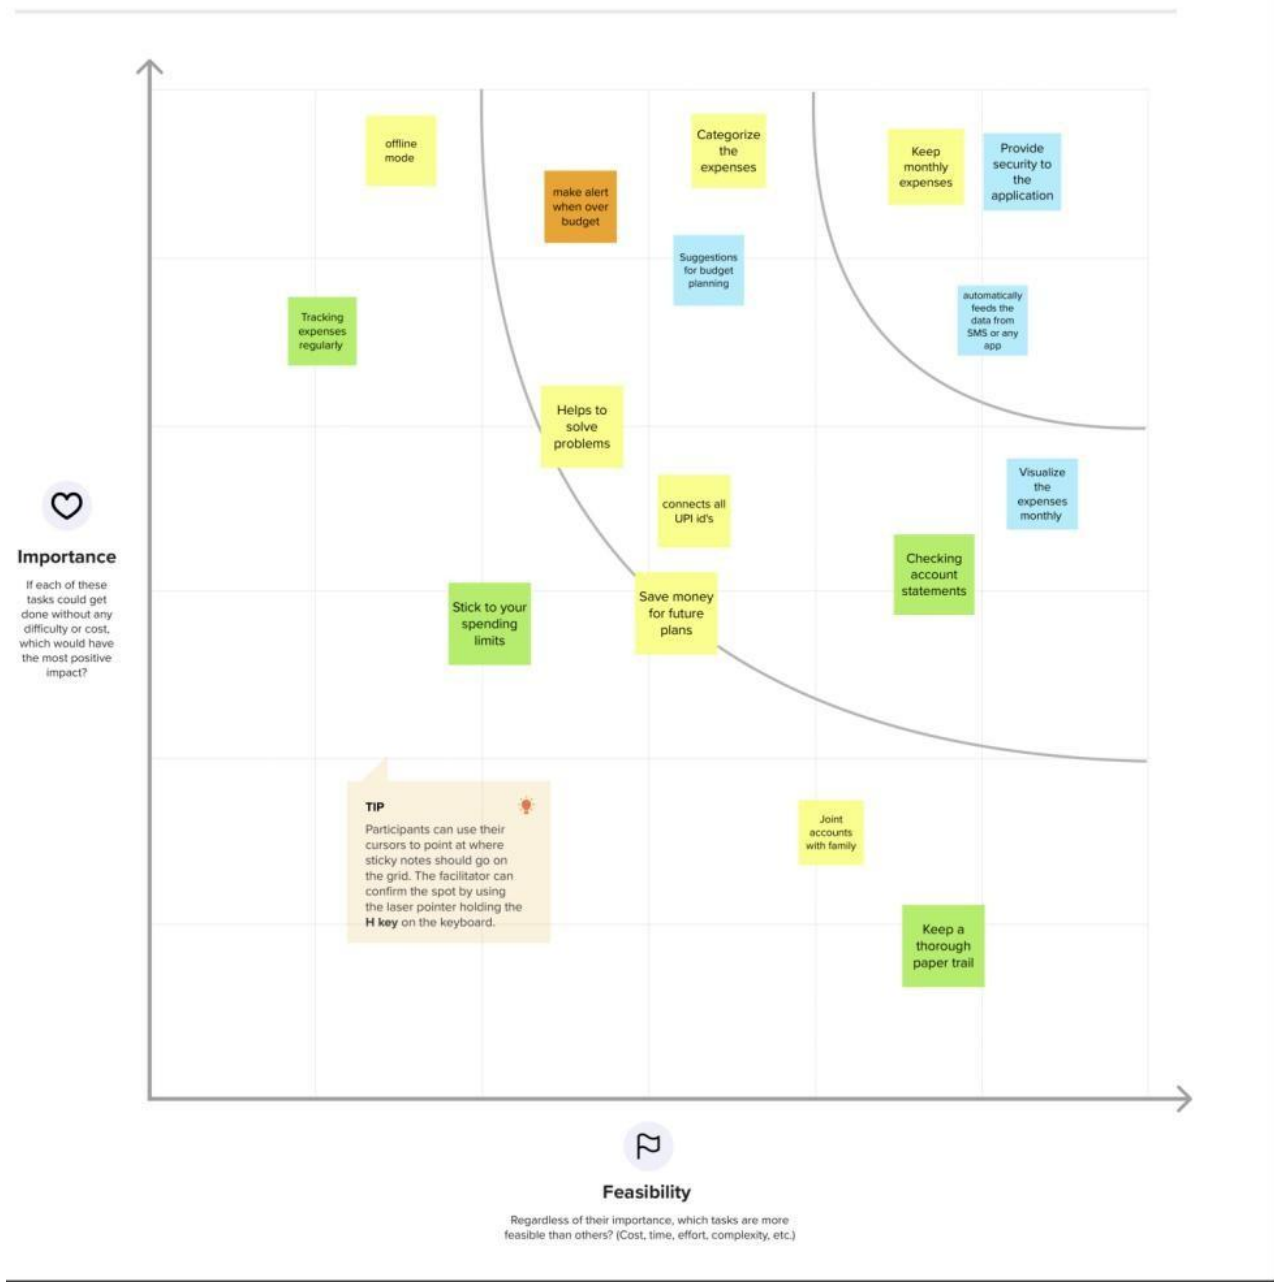 offline
mode
make alert
when over
budget
Categorize
the
expenses
Keep
monthly
expenses
Provide
security to
the
application
Suggestions
for budget
planning
automatically
feeds the
data from
SMS or any
app
Tracking
expenses
regularly
Helps to
solve
problems
connects all
UPI id's
Visualize
the
expenses
monthly
Checking
account
statements
Importance
If each of these
tasks could get
done without any
difficulty or cost,
which would have
the most positive
impact?
Stick to your
spending
limits
Save money
for future
plans
TIP
Participants can use their
cursors to point at where
sticky notes should go on
the grid. The facilitator can
confirm the spot by using
the laser pointer holding the
H key on the keyboard.
Joint
accounts
with family
Keep a
thorough
paper trail
Feasibility
Regardless of their importance, which tasks are more
feasible than others? (Cost, time, effort, complexity, etc.)